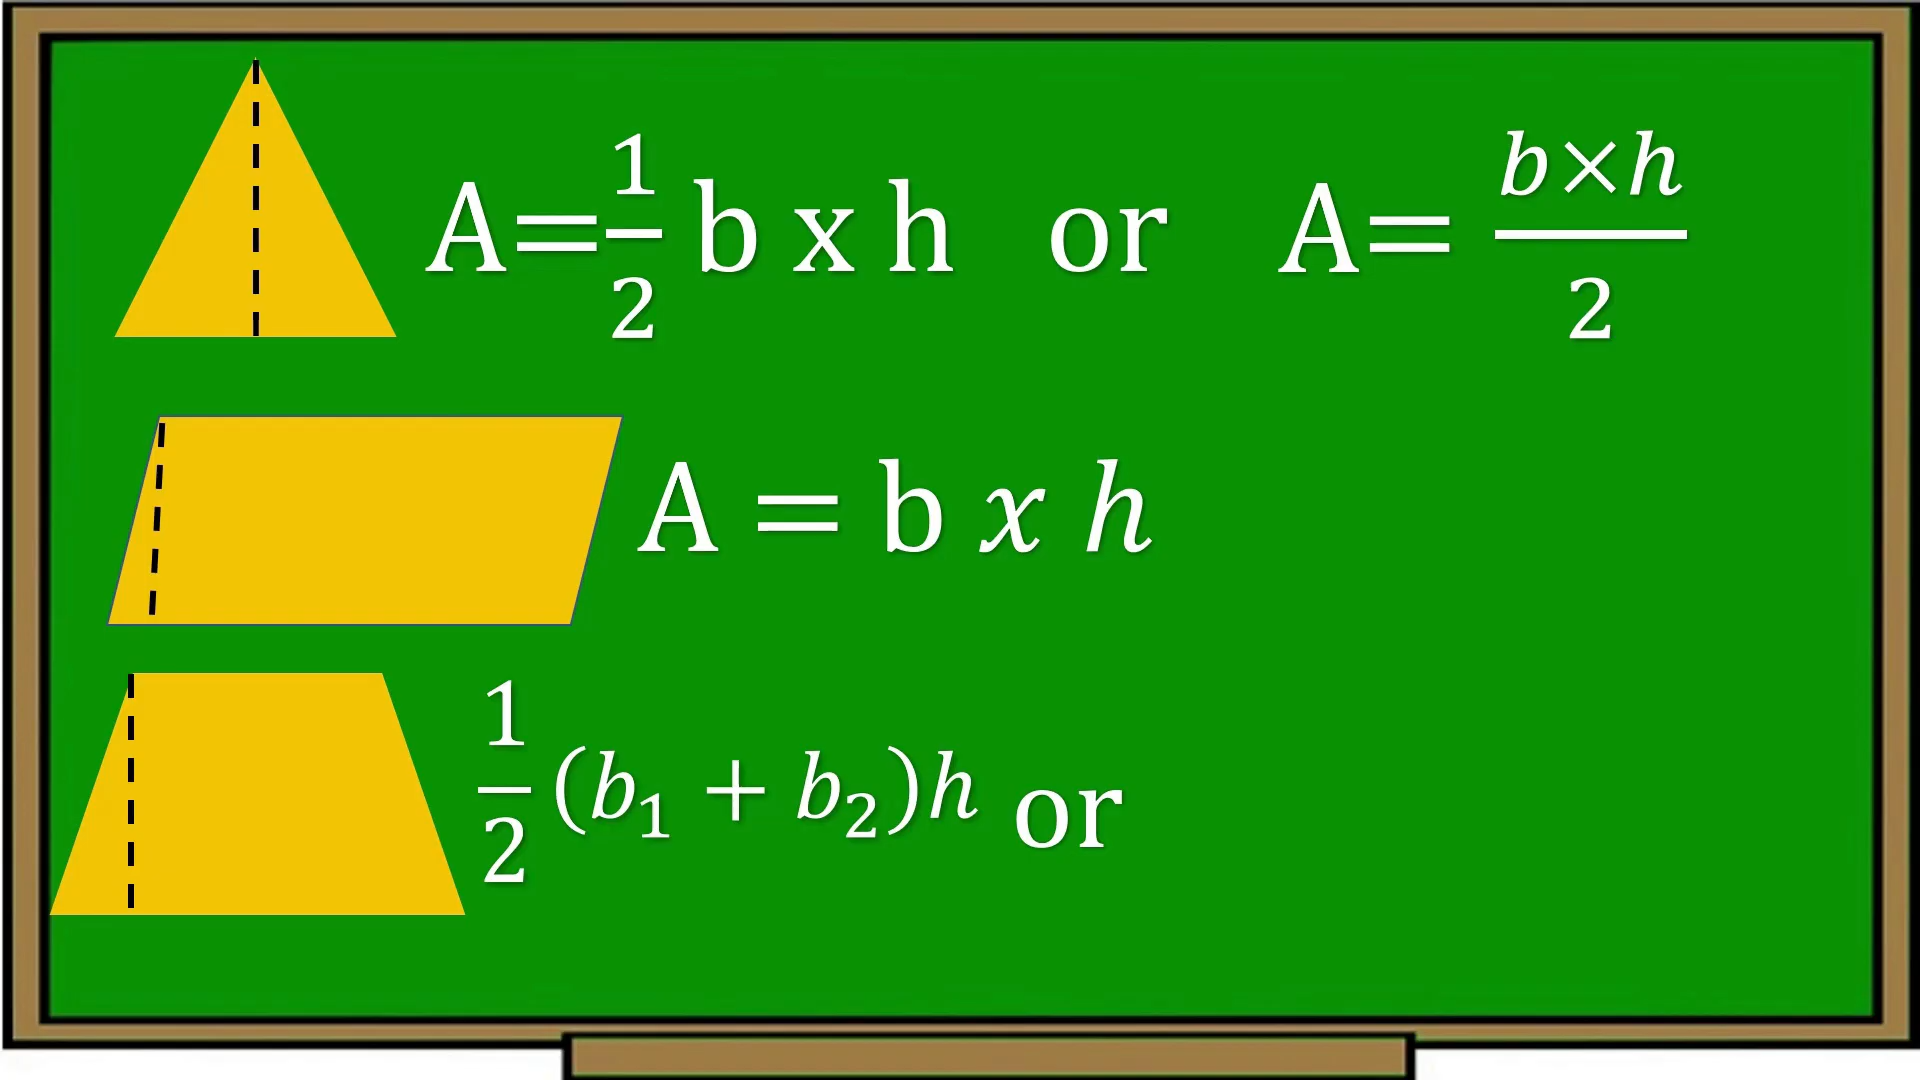 A=1/2 b x h or A= b×h/2
A = b x h
1/2 (b₁ + b₂)h or